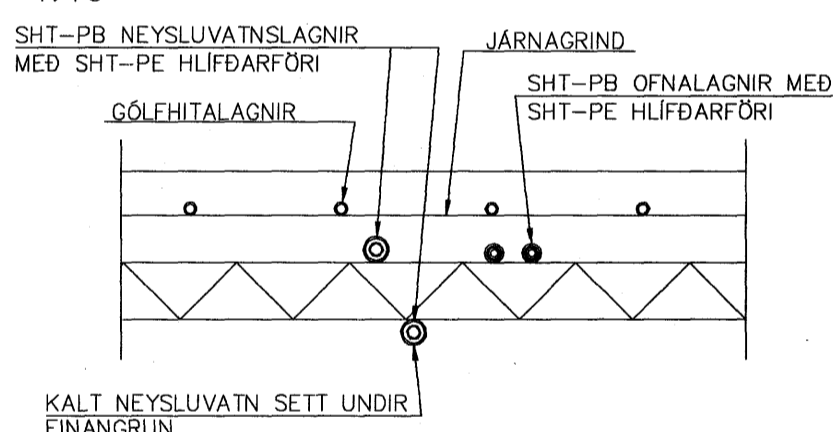 SHT-PB NEYSLUVATNSLAGNIR
MEÐ SHT-PE HLÍFÐARFÖRI
JÁRNAGRIND
SHT-PB OFNALAGNIR MEÐ
SHT-PE HLÍFÐARFÖRI
GÓLFHITALAGNIR
KALT NEYSLUVATN SETT UNDIR
EINANGRUN